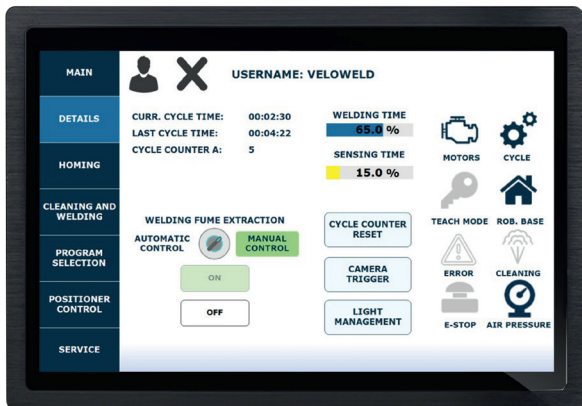 MAIN
DETAILS
HOMING
CLEANING AND
WELDING
PROGRAM
SELECTION
POSITIONER
CONTROL
SERVICE
USERNAME: VELOWELD
CURR. CYCLE TIME: 00:02:30
LAST CYCLE TIME: 00:04:22
CYCLE COUNTER A: 5
WELDING TIME
65.0 %
SENSING TIME
15.0 %
WELDING FUME EXTRACTION
AUTOMATIC
CONTROL
MANUAL
CONTROL
ON
OFF
CYCLE COUNTER
RESET
CAMERA
TRIGGER
LIGHT
MANAGEMENT
MOTORS CYCLE
TEACH MODE ROB. BASE
ERROR CLEANING
E-STOP AIR PRESSURE